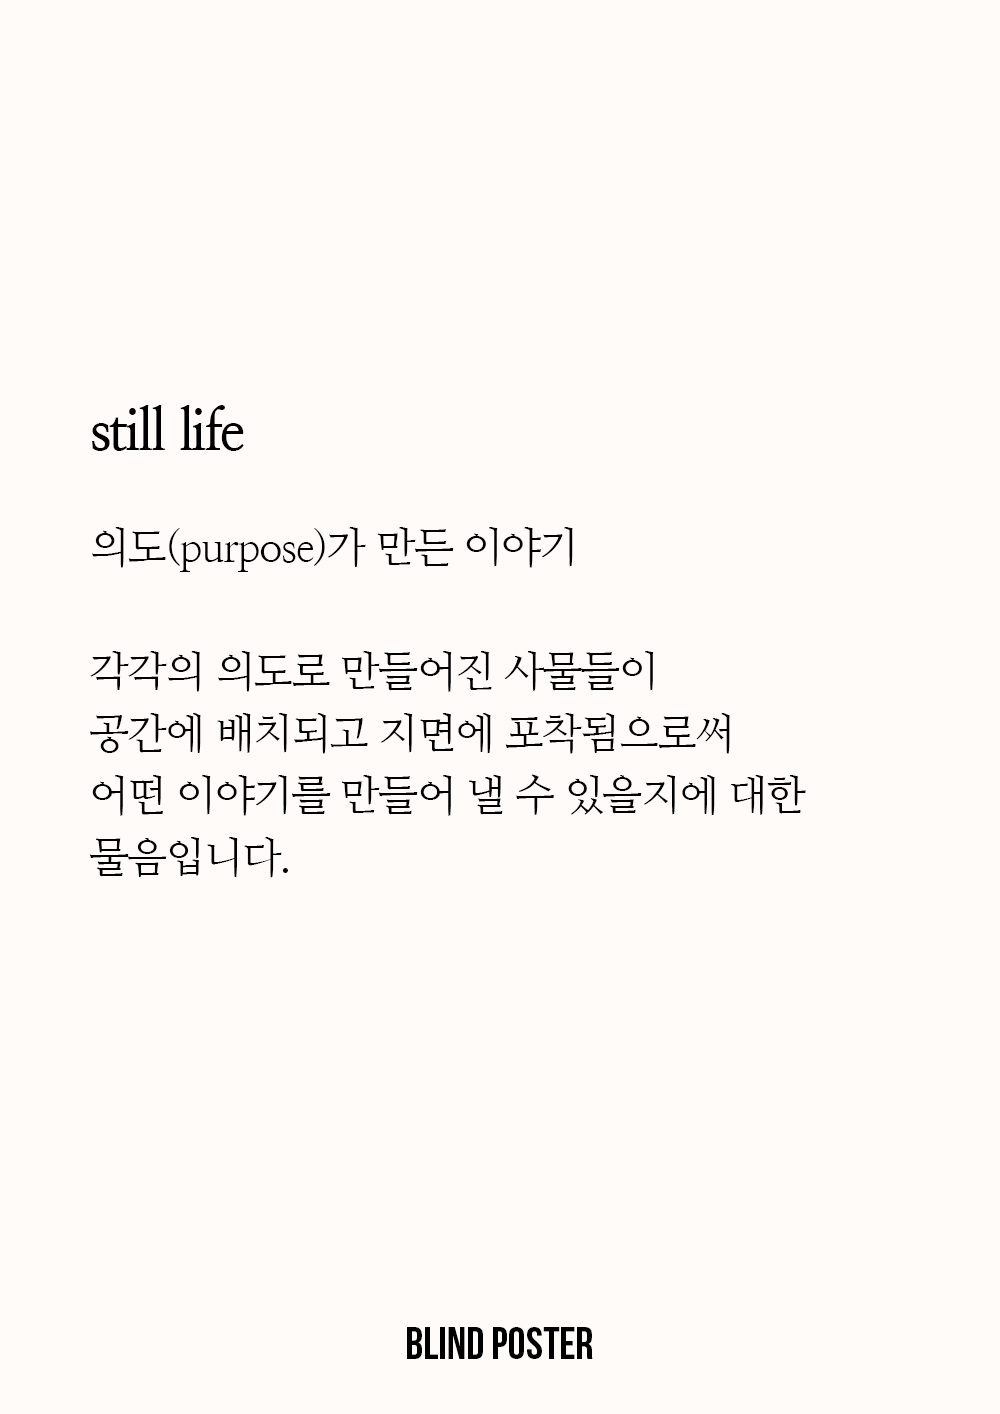 still life
의도(purpose)가 만든 이야기
각각의 의도로 만들어진 사물들이
공간에 배치되고 지면에 포착됨으로써
어떤 이야기를 만들어 낼 수 있을지에 대한
물음입니다.
BLIND POSTER